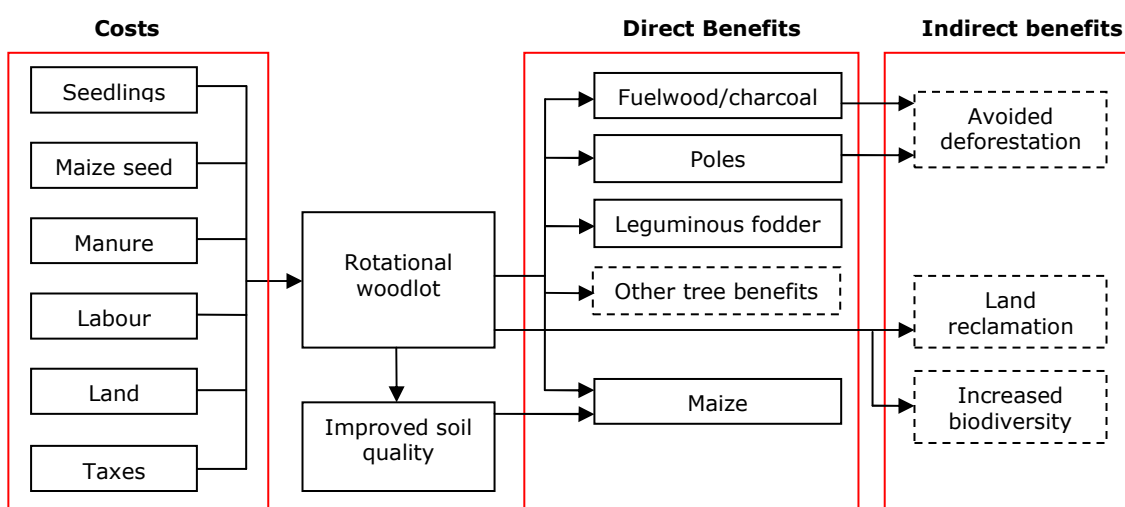 Costs
Direct Benefits
Indirect benefits
Seedlings
Maize seed
Manure
Labour
Land
Taxes
Rotational
woodlot
Improved soil
quality
Fuelwood/charcoal
Poles
Leguminous fodder
Other tree benefits
Maize
Avoided
deforestation
Land
reclamation
Increased
biodiversity